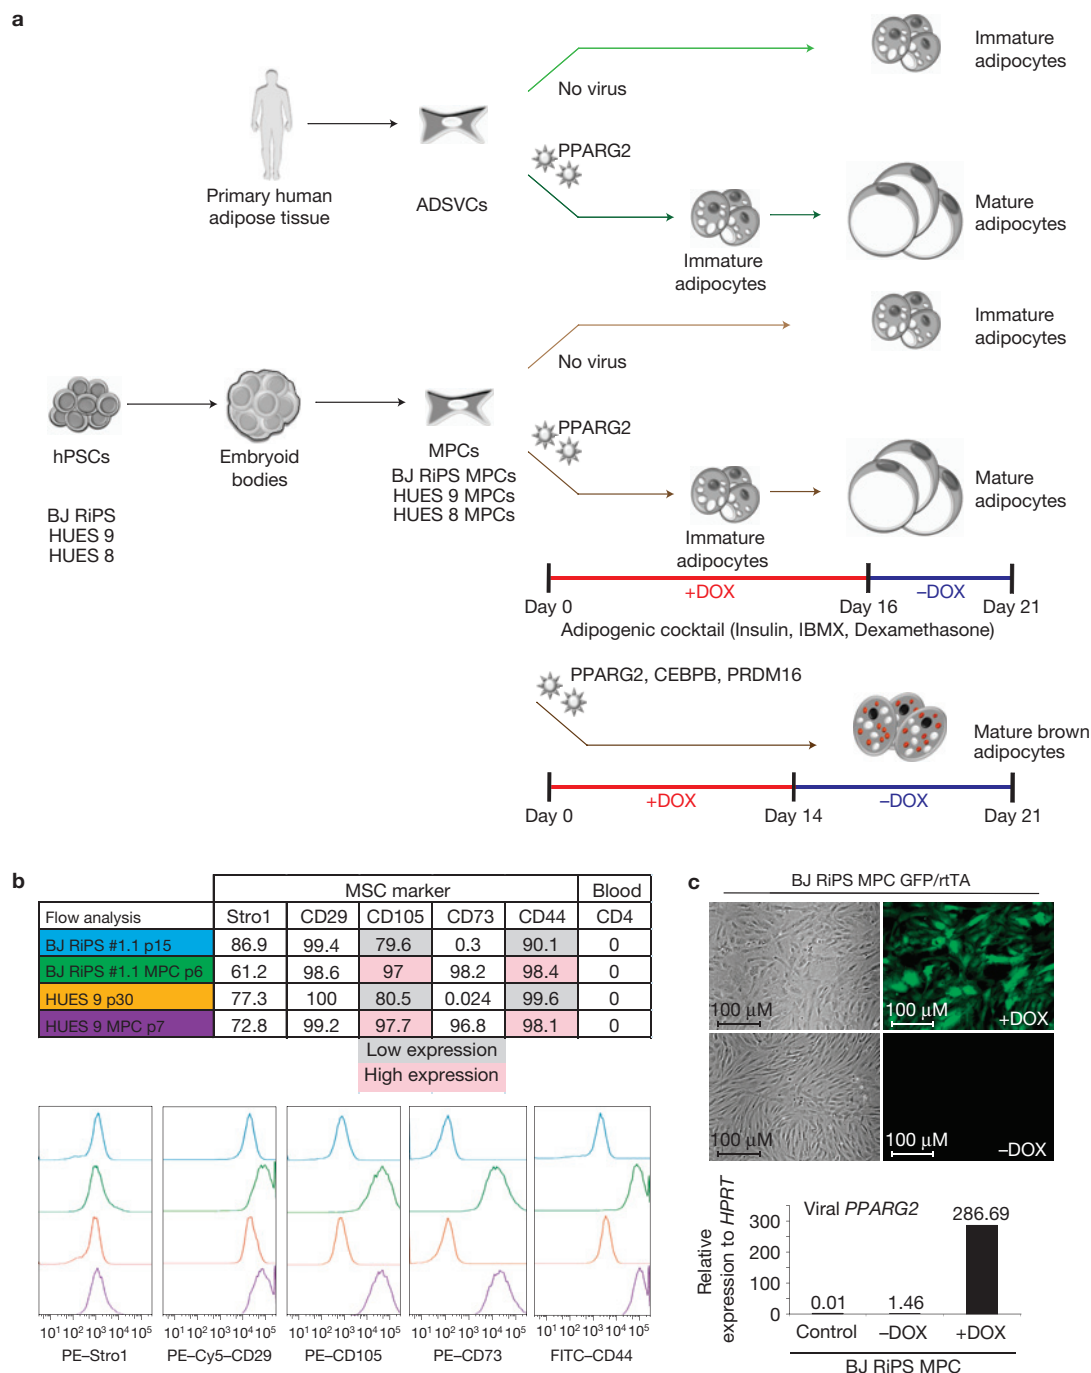 a
Immature
adipocytes
No virus
PPARG2
Primary human
adipose tissue
ADSVCs
Mature
adipocytes
Immature
adipocytes
Immature
adipocytes
No virus
PPARG2
hPSCs
Embryoid
bodies
MPCs
BJ RiPS MPCs
HUES 9 MPCs
HUES 8 MPCs
Mature
adipocytes
BJ RiPS
HUES 9
HUES 8
Immature
adipocytes
+DOX
–DOX
Day 0
Day 16
Day 21
Adipogenic cocktail (Insulin, IBMX, Dexamethasone)
PPARG2, CEBPB, PRDM16
Mature brown
adipocytes
+DOX
–DOX
Day 0
Day 14
Day 21
b
MSC marker Blood
Flow analysis Stro1 CD29 CD105 CD73 CD44 CD4
BJ RiPS #1.1 p15 86.9 99.4 79.6 0.3 90.1 0
BJ RiPS #1.1 MPC p6 61.2 98.6 97 98.2 98.4 0
HUES 9 p30 77.3 100 80.5 0.024 99.6 0
HUES 9 MPC p7 72.8 99.2 97.7 96.8 98.1 0
Low expression
High expression
10¹ 10² 10³ 10⁴ 10⁵ 10¹ 10² 10³ 10⁴ 10⁵ 10¹ 10² 10³ 10⁴ 10⁵ 10¹ 10² 10³ 10⁴ 10⁵ 10¹ 10² 10³ 10⁴ 10⁵
PE–Stro1 PE–Cy5–CD29 PE–CD105 PE–CD73 FITC–CD44
c
BJ RiPS MPC GFP/rtTA
100 µM
100 µM
+DOX
100 µM
100 µM
–DOX
Relative
expression to HPRT
Viral PPARG2
300
200
100
0
0.01
1.46
286.69
Control –DOX +DOX
BJ RiPS MPC